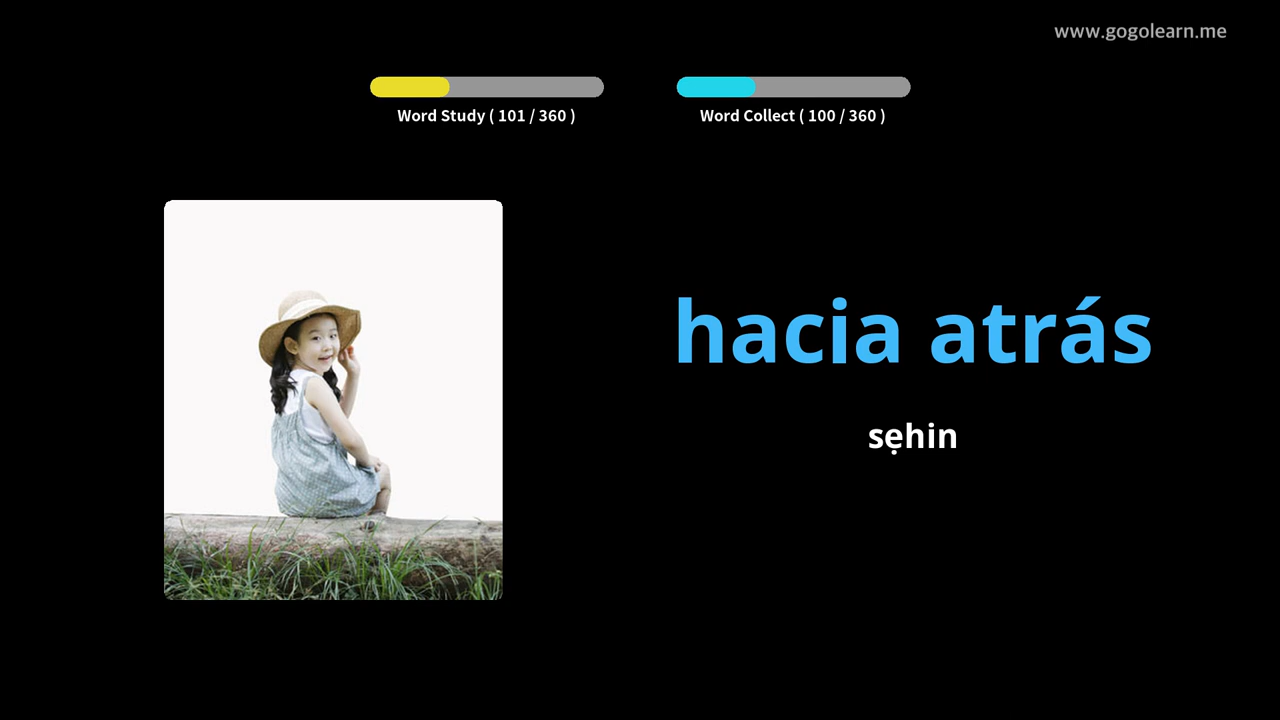 www.gogolearn.me
Word Study ( 101 / 360 )
Word Collect ( 100 / 360 )
hacia atrás
sẹhin